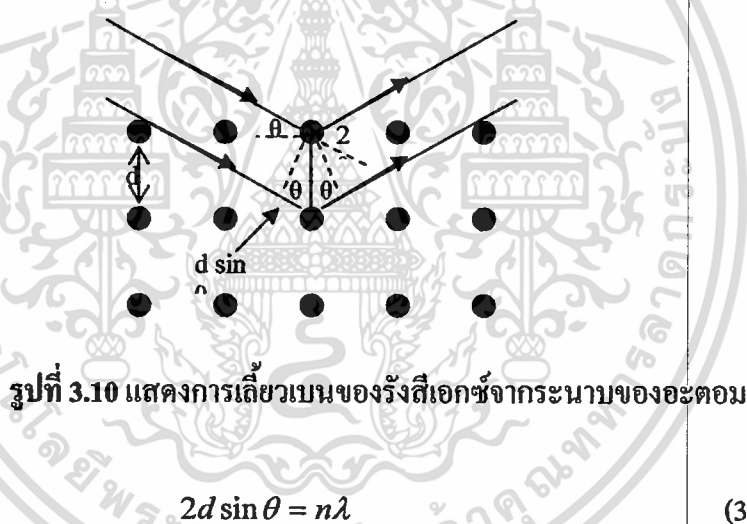 θ 2
d θ θ
d sin
รูปที่ 3.10 แสดงการเลี้ยวเบนของรังสีเอกซ์จากระนาบของอะตอม
2d sin θ = nλ (3